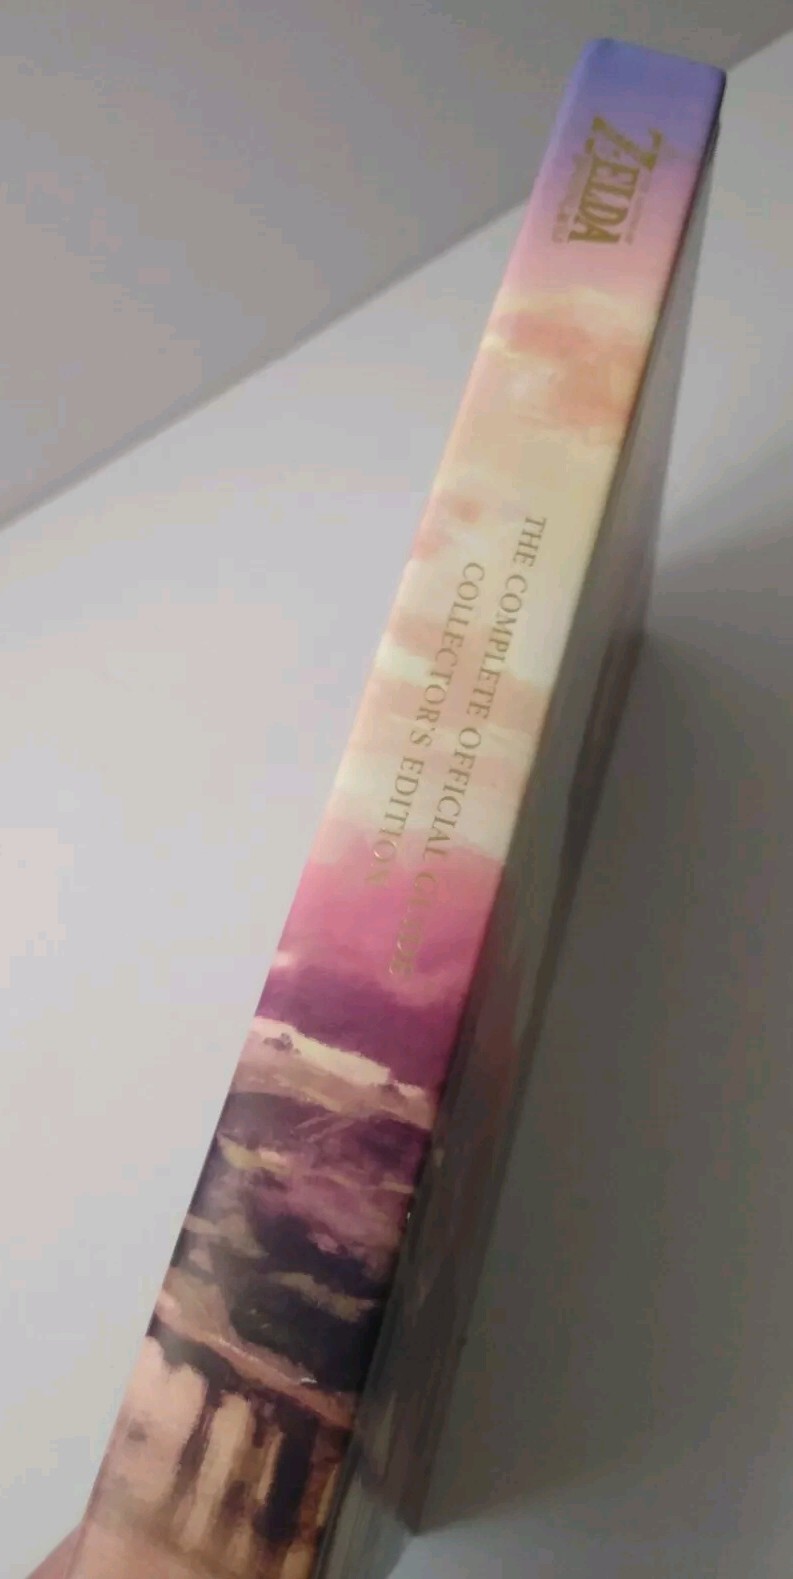 ZELDA
THE COMPLETE OFFICIAL GUIDE
COLLECTOR'S EDITION